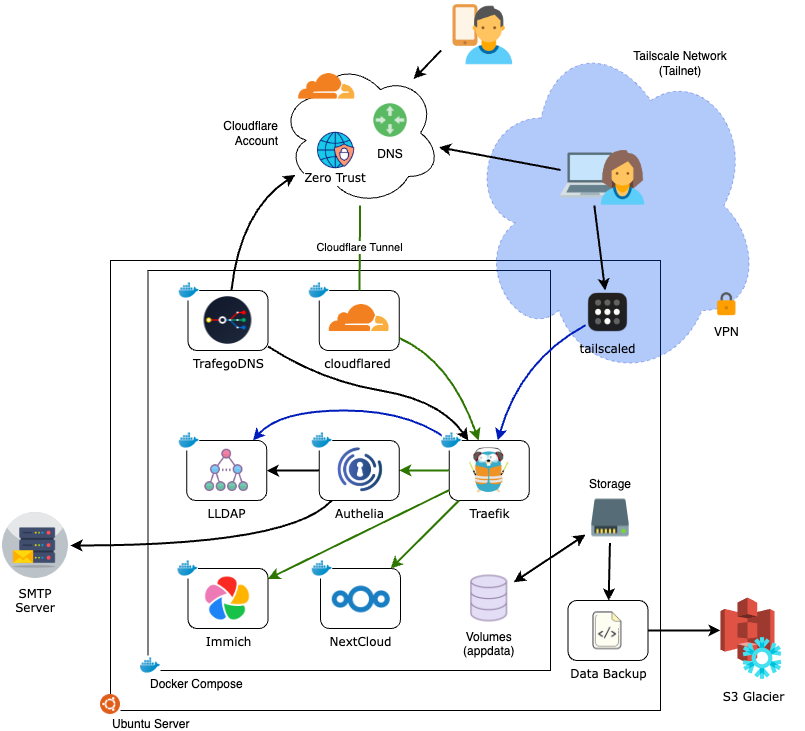 Tailscale Network
(Tailnet)
Cloudflare
Account
DNS
Zero Trust
Cloudflare Tunnel
VPN
TrafegoDNS
cloudflared
tailscaled
LLDAP
Authelia
Traefik
Storage
SMTP
Server
Immich
NextCloud
Volumes
(appdata)
</>
Data Backup
S3 Glacier
Docker Compose
Ubuntu Server